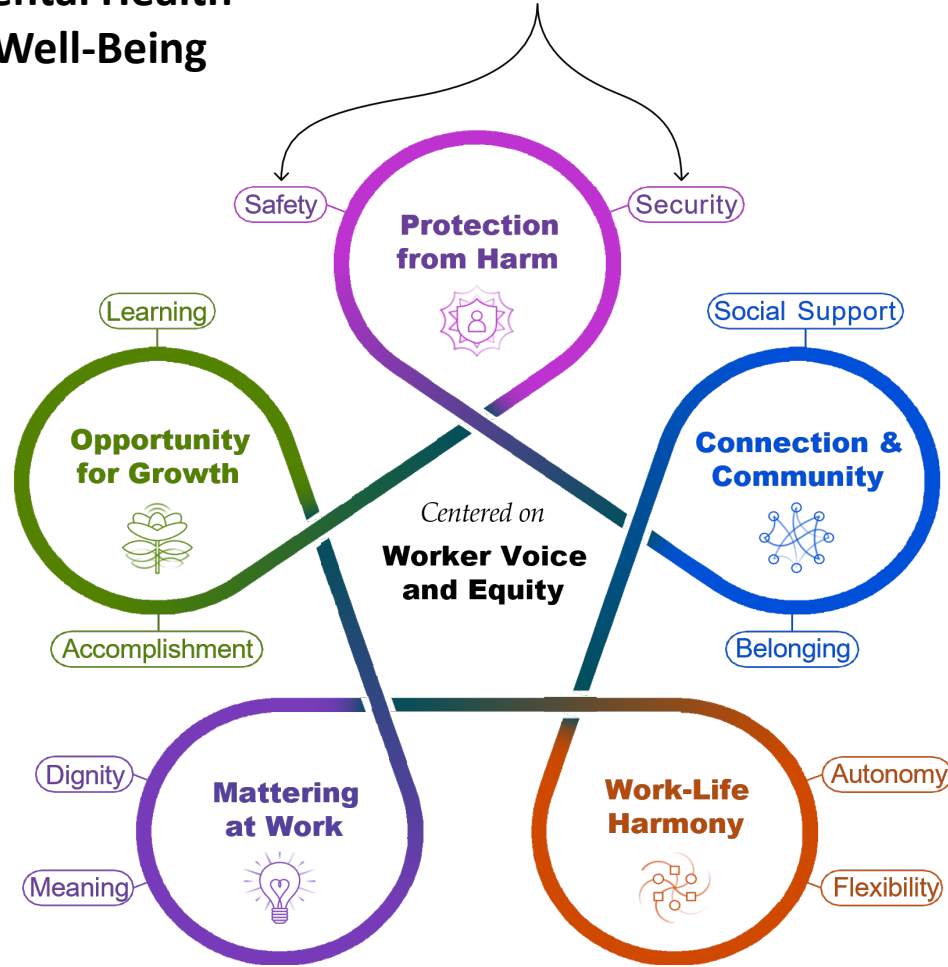 Well-Being
Safety
Security
Protection
from Harm
Learning
Social Support
Opportunity
for Growth
Connection &
Community
Centered on
Worker Voice
and Equity
Accomplishment
Belonging
Dignity
Autonomy
Mattering
at Work
Work-Life
Harmony
Meaning
Flexibility